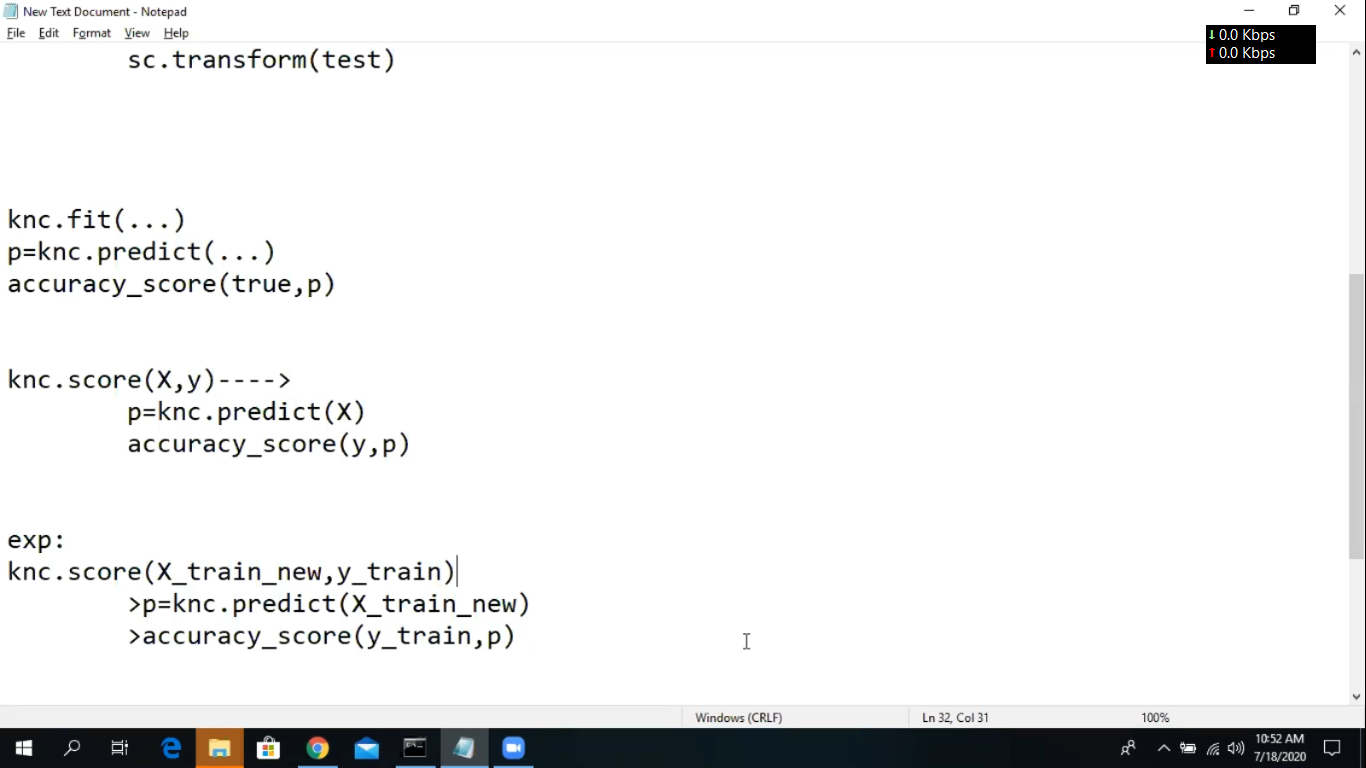 New Text Document - Notepad
File Edit Format View Help
↓ 0.0 Kbps
↑ 0.0 Kbps
sc.transform(test)
knc.fit(...)
p=knc.predict(...)
accuracy_score(true,p)
knc.score(X,y)---->
p=knc.predict(X)
accuracy_score(y,p)
exp:
knc.score(X_train_new,y_train)
>p=knc.predict(X_train_new)
>accuracy_score(y_train,p)
Windows (CRLF) Ln 32, Col 31 100%
10:52 AM
7/18/2020